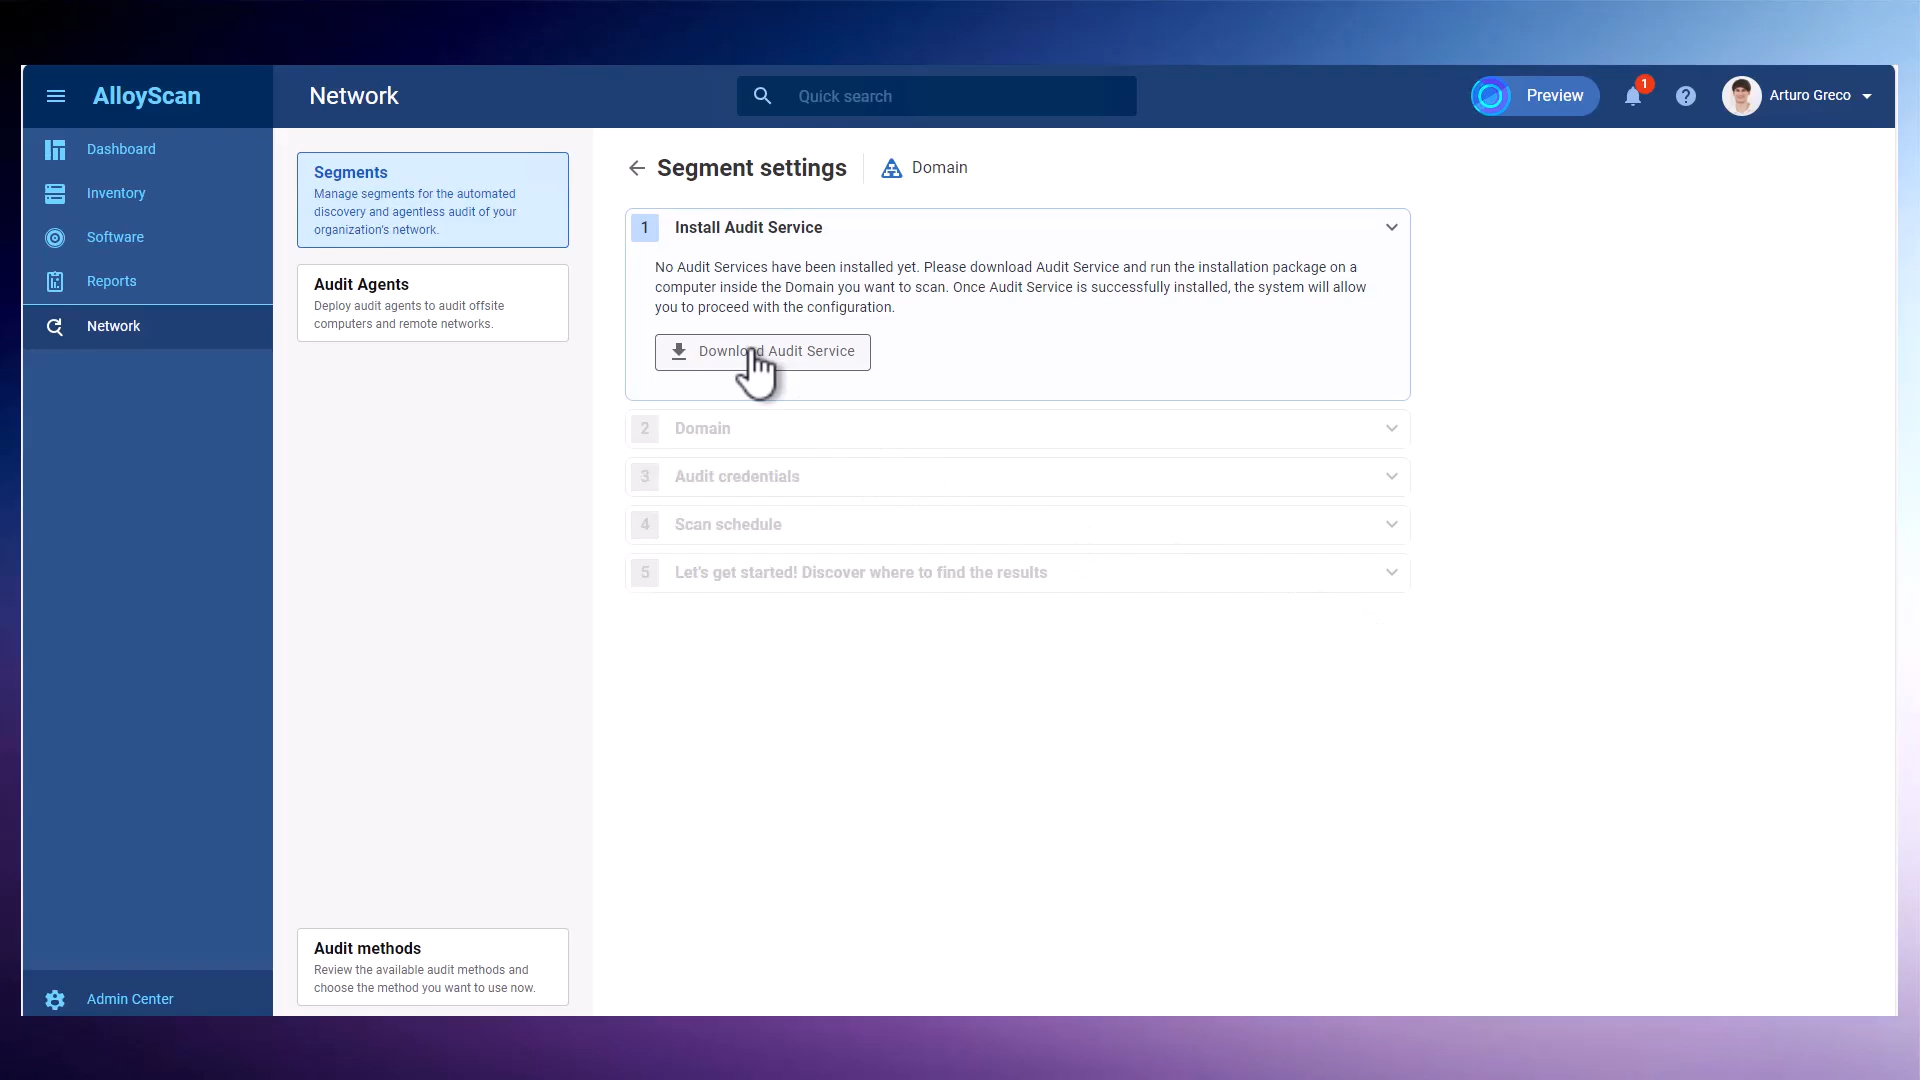 AlloyScan
Network
Quick search
Preview
1
Arturo Greco
Dashboard
Inventory
Software
Reports
Network
Admin Center
Segments
Manage segments for the automated
discovery and agentless audit of your
organization's network.
Audit Agents
Deploy audit agents to audit offsite
computers and remote networks.
Audit methods
Review the available audit methods and
choose the method you want to use now.
Segment settings
Domain
1 Install Audit Service
No Audit Services have been installed yet. Please download Audit Service and run the installation package on a
computer inside the Domain you want to scan. Once Audit Service is successfully installed, the system will allow
you to proceed with the configuration.
Download Audit Service
2 Domain
3 Audit credentials
4 Scan schedule
5 Let's get started! Discover where to find the results